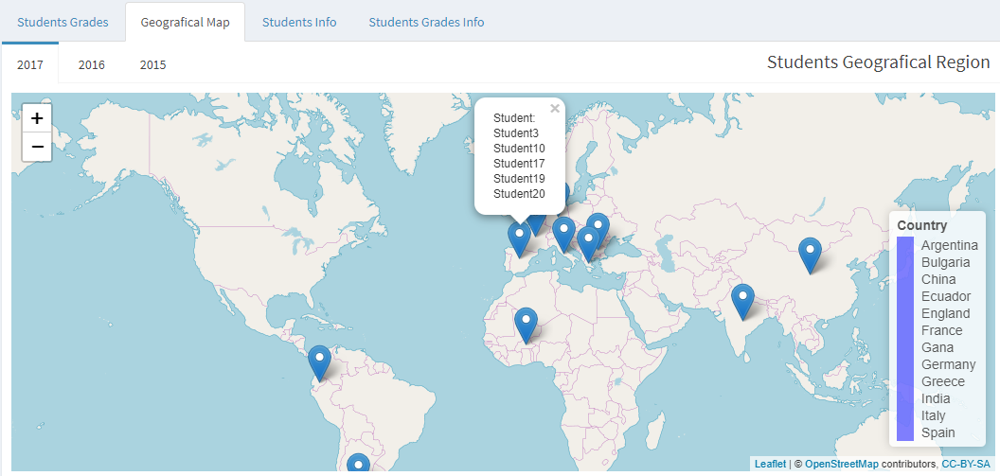 Students Grades Geografical Map Students Info Students Grades Info
2017 2016 2015 Students Geografical Region
+
−
×
Student:
Student3
Student10
Student17
Student19
Student20
Country
Argentina
Bulgaria
China
Ecuador
England
France
Gana
Germany
Greece
India
Italy
Spain
Leaflet | © OpenStreetMap contributors, CC-BY-SA